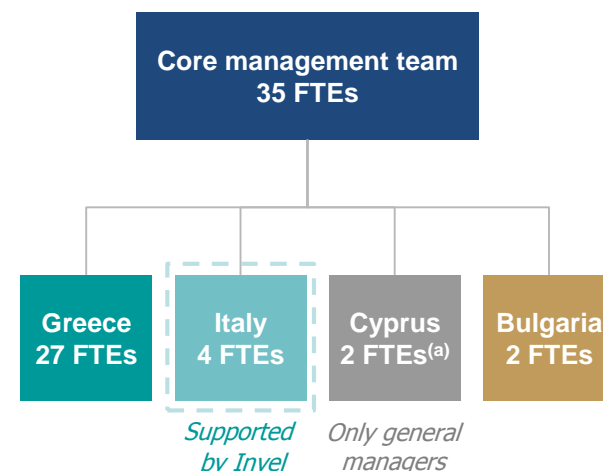 Core management team
35 FTEs
Greece
27 FTEs
Italy
4 FTEs
Cyprus
2 FTEs(a)
Bulgaria
2 FTEs
Supported
by Invel
Only general
managers